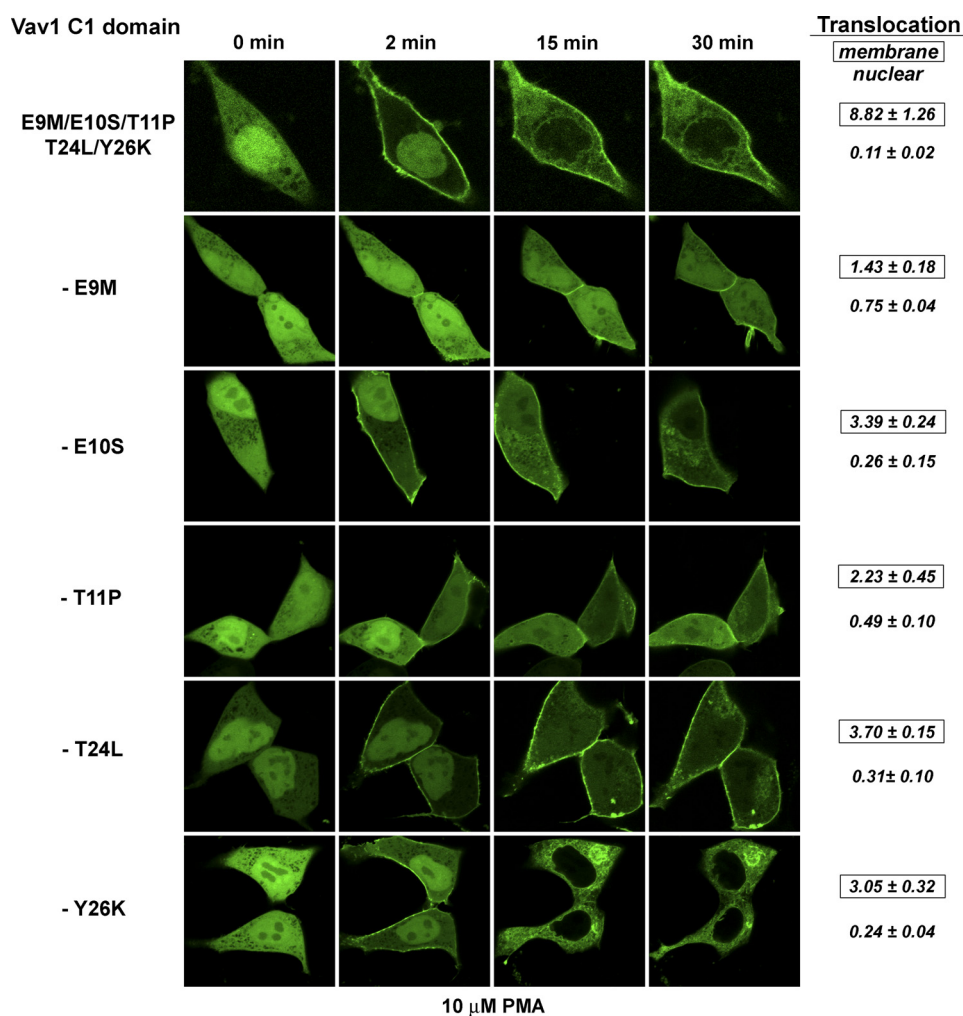 Vav1 C1 domain
0 min 2 min 15 min 30 min
Translocation
membrane
nuclear
E9M/E10S/T11P
T24L/Y26K
8.82 ± 1.26
0.11 ± 0.02
- E9M
1.43 ± 0.18
0.75 ± 0.04
- E10S
3.39 ± 0.24
0.26 ± 0.15
- T11P
2.23 ± 0.45
0.49 ± 0.10
- T24L
3.70 ± 0.15
0.31± 0.10
- Y26K
3.05 ± 0.32
0.24 ± 0.04
10 μM PMA